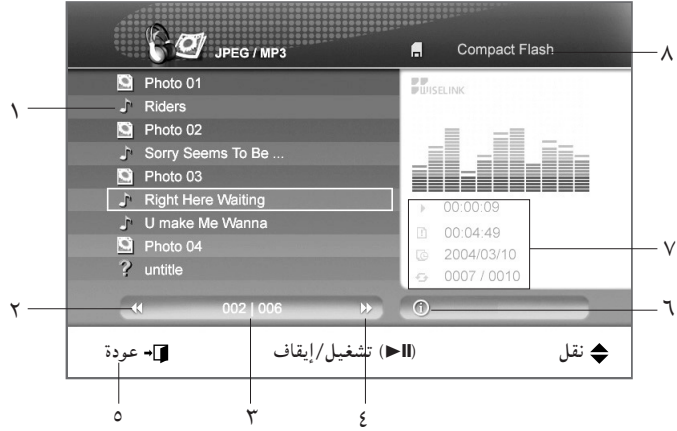 JPEG / MP3
Compact Flash
٨
Photo 01
WISELINK
Riders
١
Photo 02
Sorry Seems To Be ...
Photo 03
Right Here Waiting
00:00:09
U make Me Wanna
00:04:49
Photo 04
2004/03/10
٧
untitle
0007 / 0010
002 | 006
٢
٦
نقل
(►II) تشغيل/إيقاف
عودة
٥
٣
٤